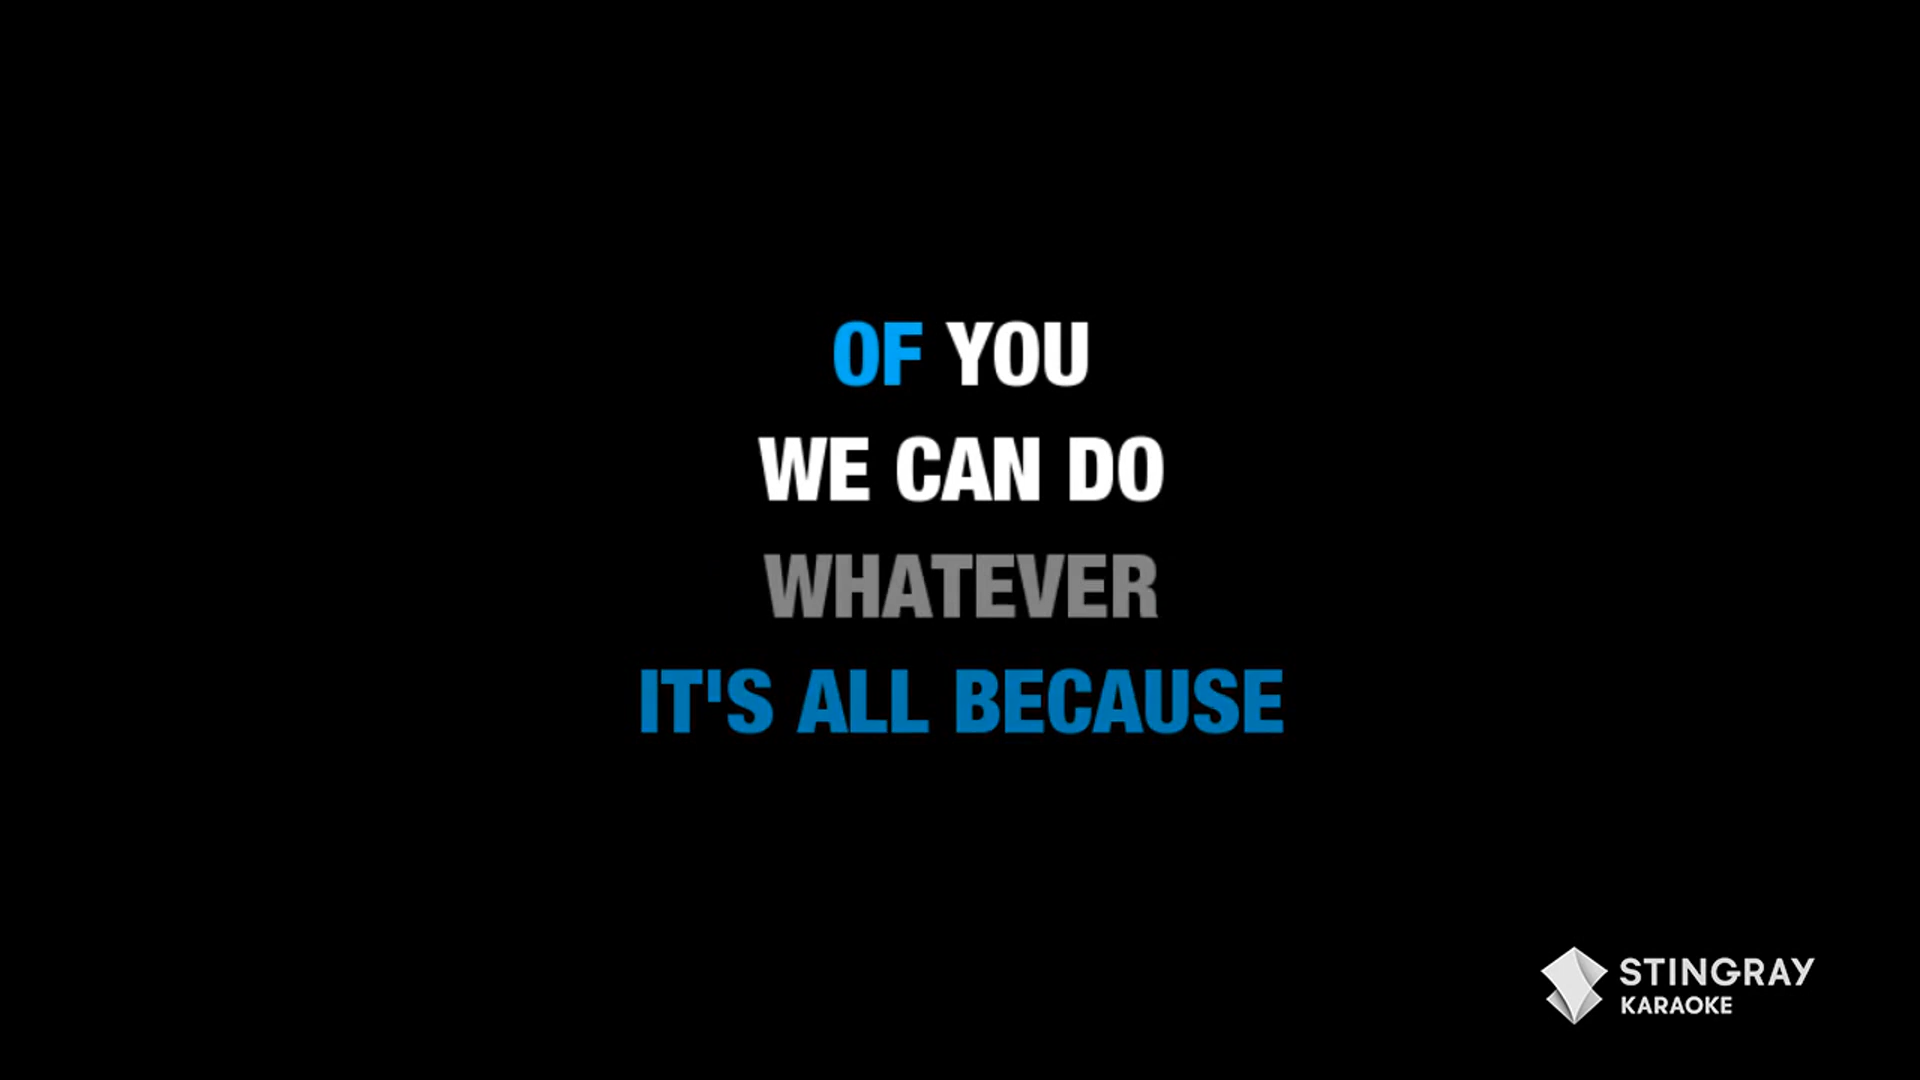 OF YOU
WE CAN DO
WHATEVER
IT'S ALL BECAUSE
STINGRAY
KARAOKE